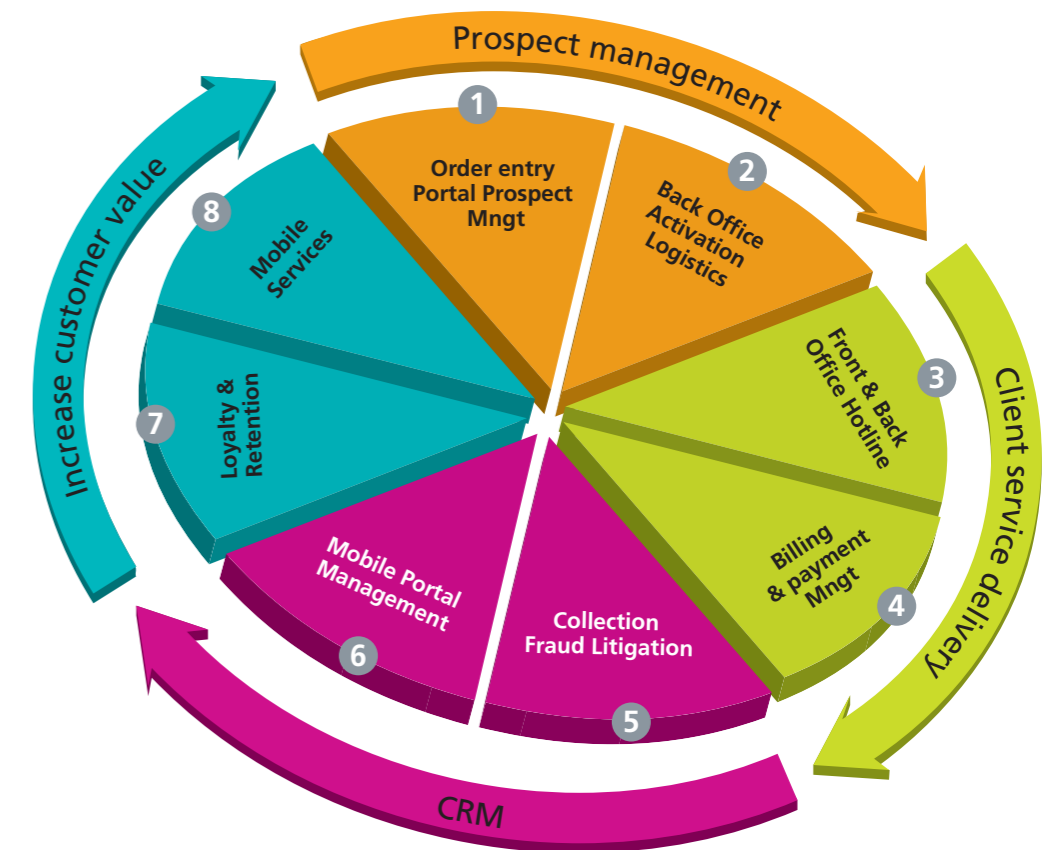 Prospect management
1
Order entry
Portal Prospect
Mngt
2
Back Office
Activation
Logistics
Client service delivery
3
Front & Back
Office Hotline
4
Billing
& payment
Mngt
CRM
5
Collection
Fraud Litigation
6
Mobile Portal
Management
Increase customer value
7
Loyalty &
Retention
8
Mobile
Services